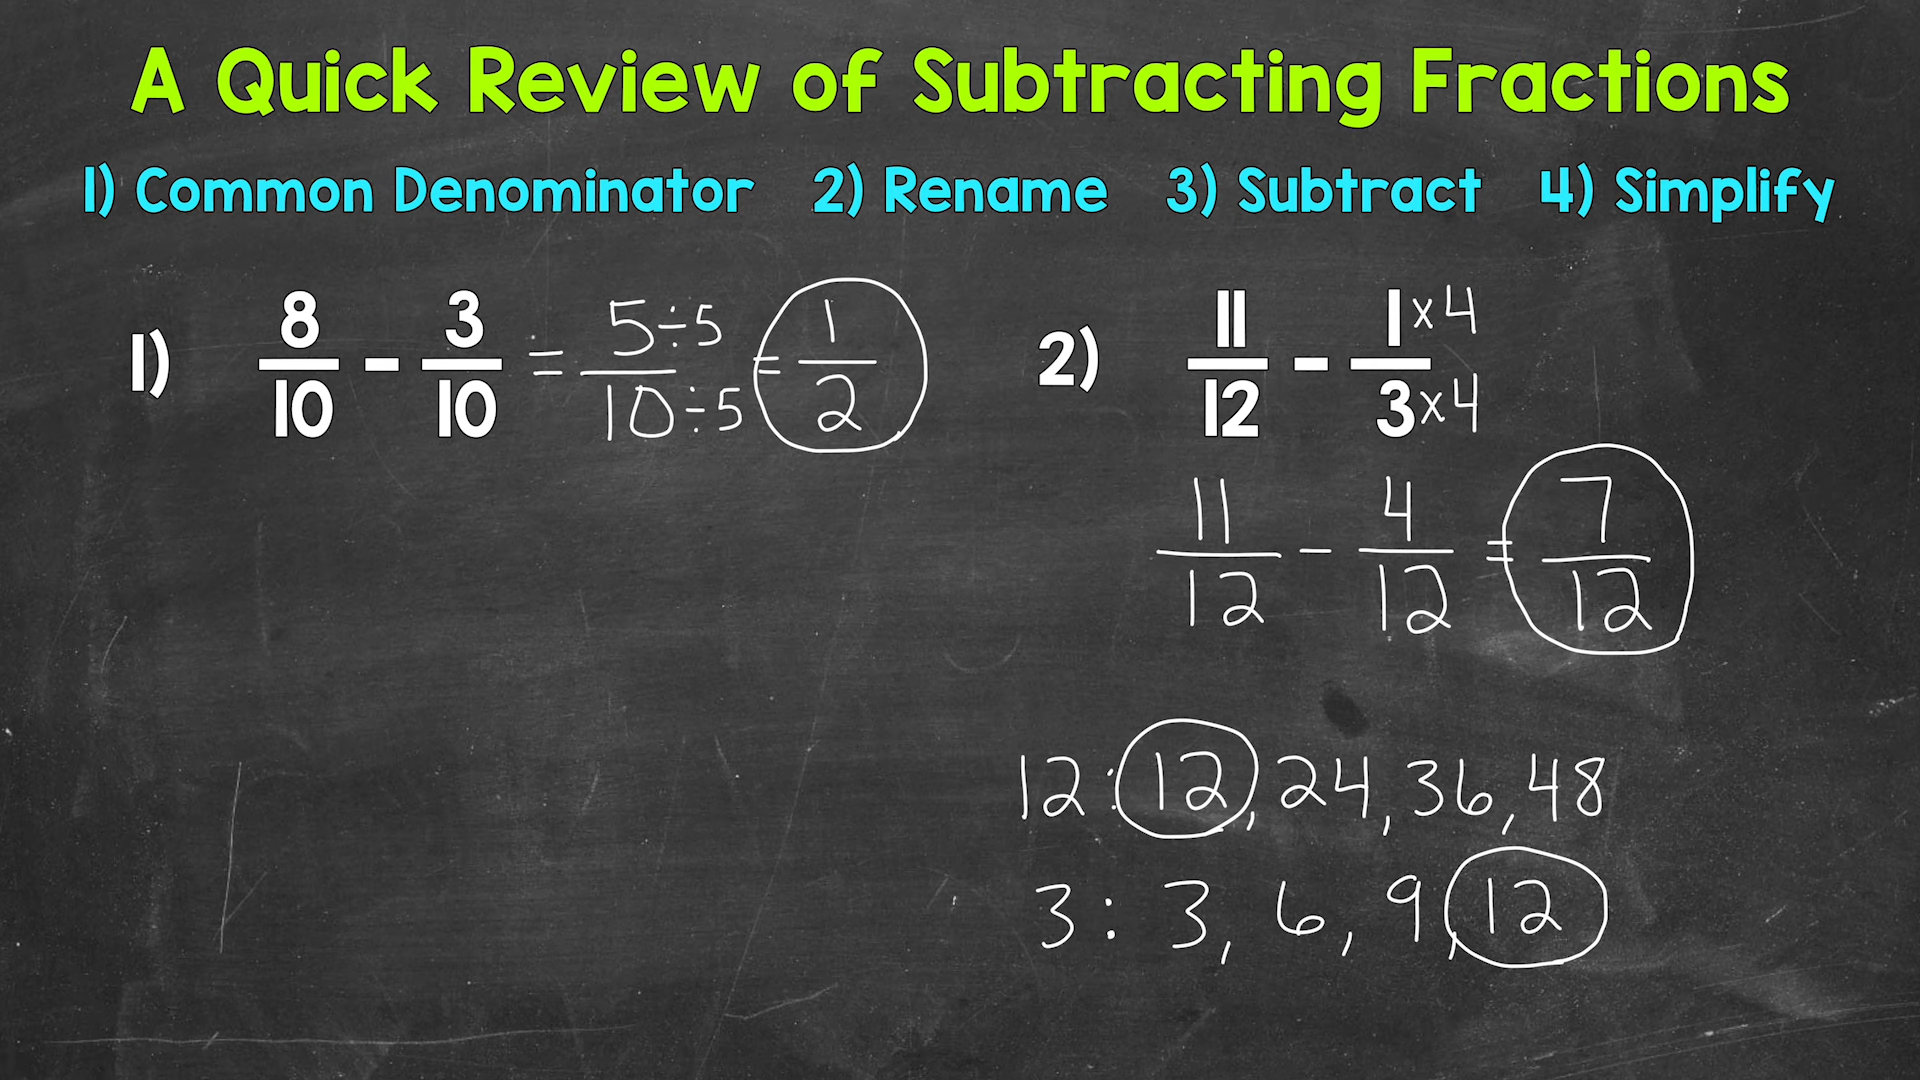 A Quick Review of Subtracting Fractions
1) Common Denominator 2) Rename 3) Subtract 4) Simplify
1) 8/10 - 3/10 = 5÷5/10÷5 = 1/2
2) 11/12 - 1×4/3×4
11/12 - 4/12 = 7/12
12: 12, 24, 36, 48
3: 3, 6, 9, 12